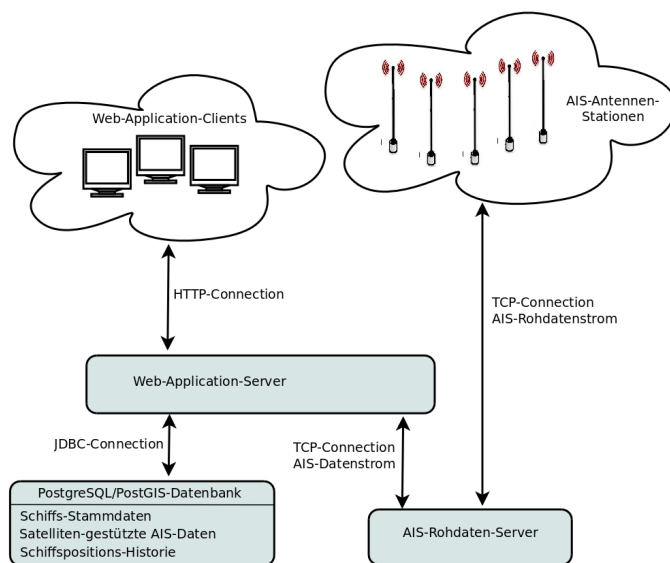 Web-Application-Clients
AIS-Antennen-
Stationen
HTTP-Connection
TCP-Connection
AIS-Rohdatenstrom
Web-Application-Server
JDBC-Connection
TCP-Connection
AIS-Datenstrom
PostgreSQL/PostGIS-Datenbank
Schiffs-Stammdaten
Satelliten-gestützte AIS-Daten
Schiffspositions-Historie
AIS-Rohdaten-Server